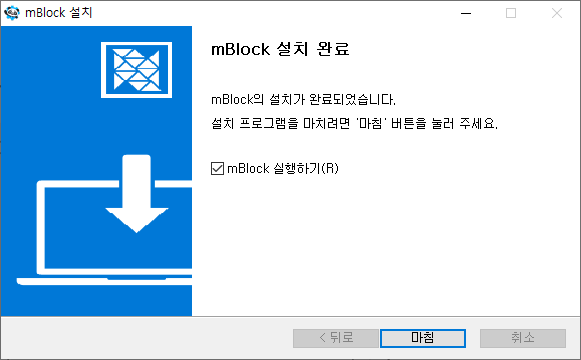 mBlock 설치
mBlock 설치 완료
mBlock의 설치가 완료되었습니다.
설치 프로그램을 마치려면 '마침' 버튼을 눌러 주세요.
mBlock 실행하기(R)
< 뒤로
마침
취소